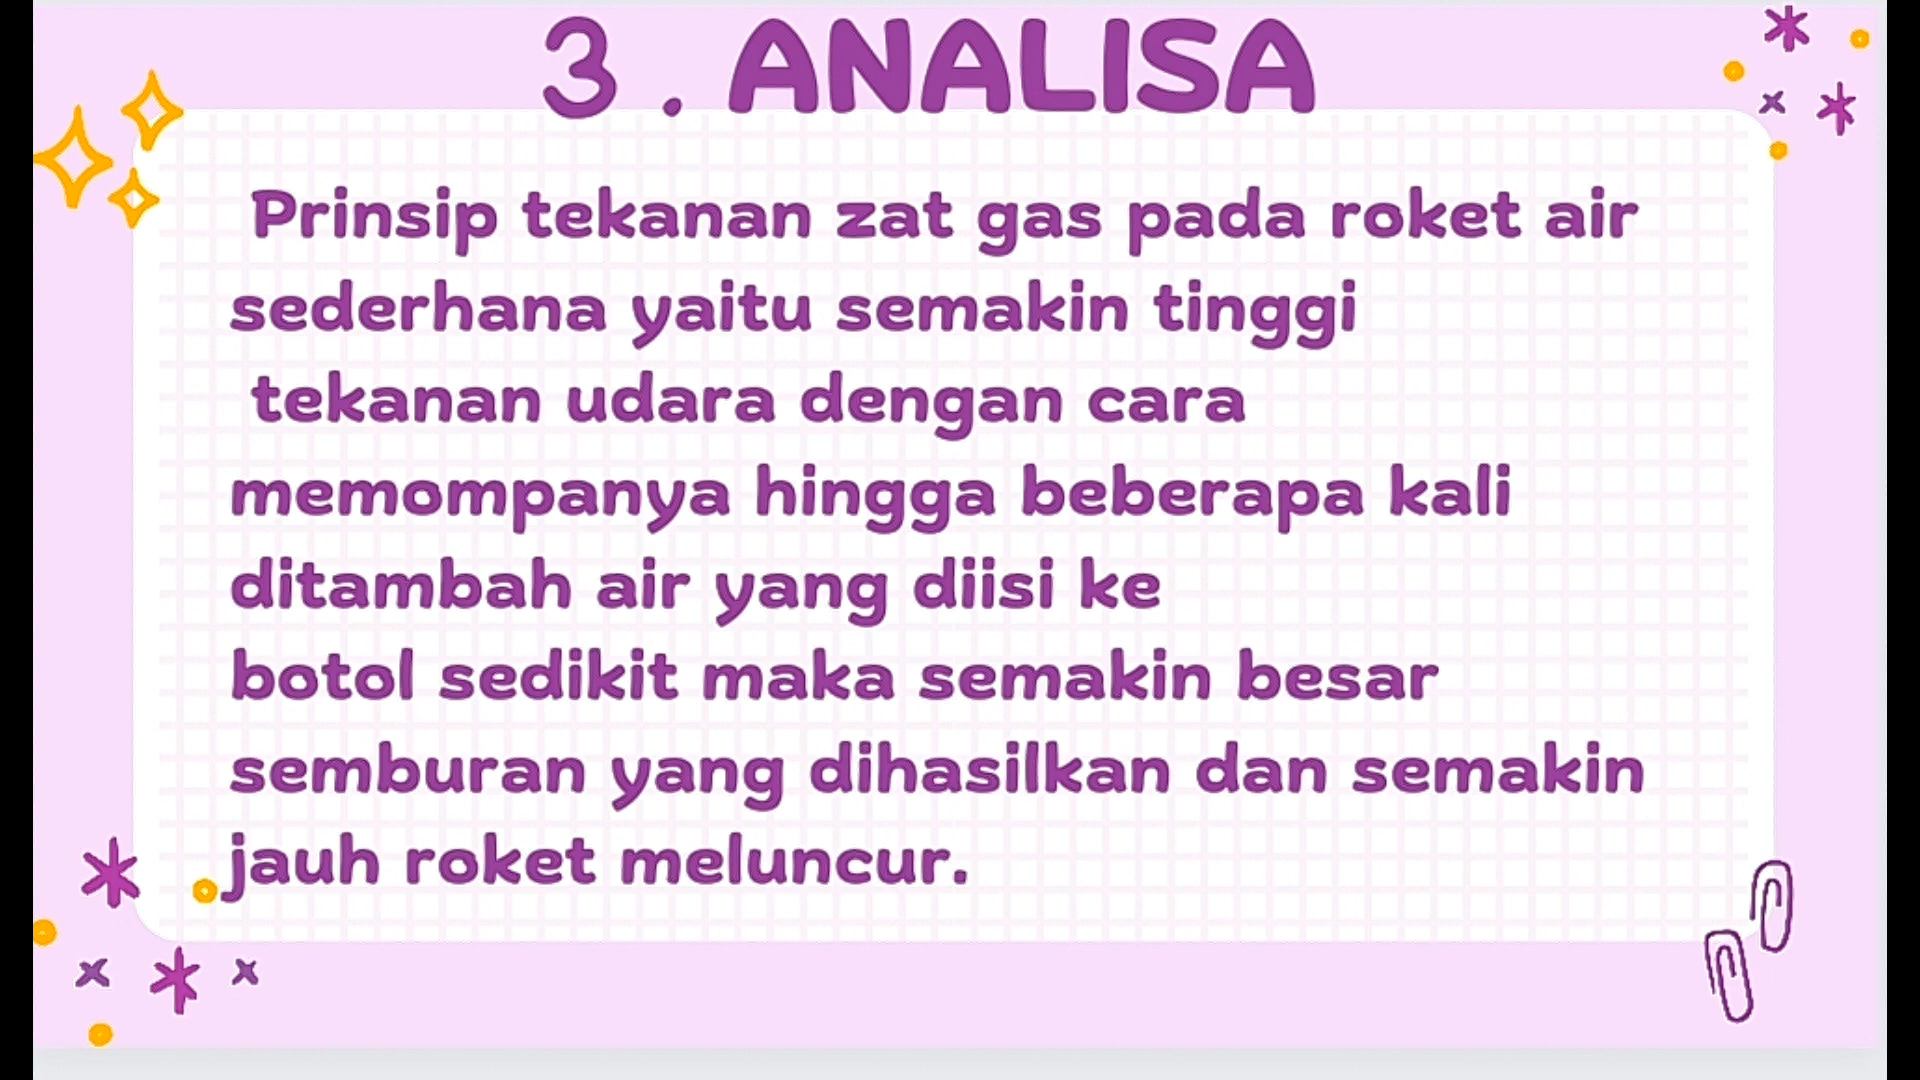 3 . ANALISA
Prinsip tekanan zat gas pada roket air
sederhana yaitu semakin tinggi
tekanan udara dengan cara
memompanya hingga beberapa kali
ditambah air yang diisi ke
botol sedikit maka semakin besar
semburan yang dihasilkan dan semakin
jauh roket meluncur.